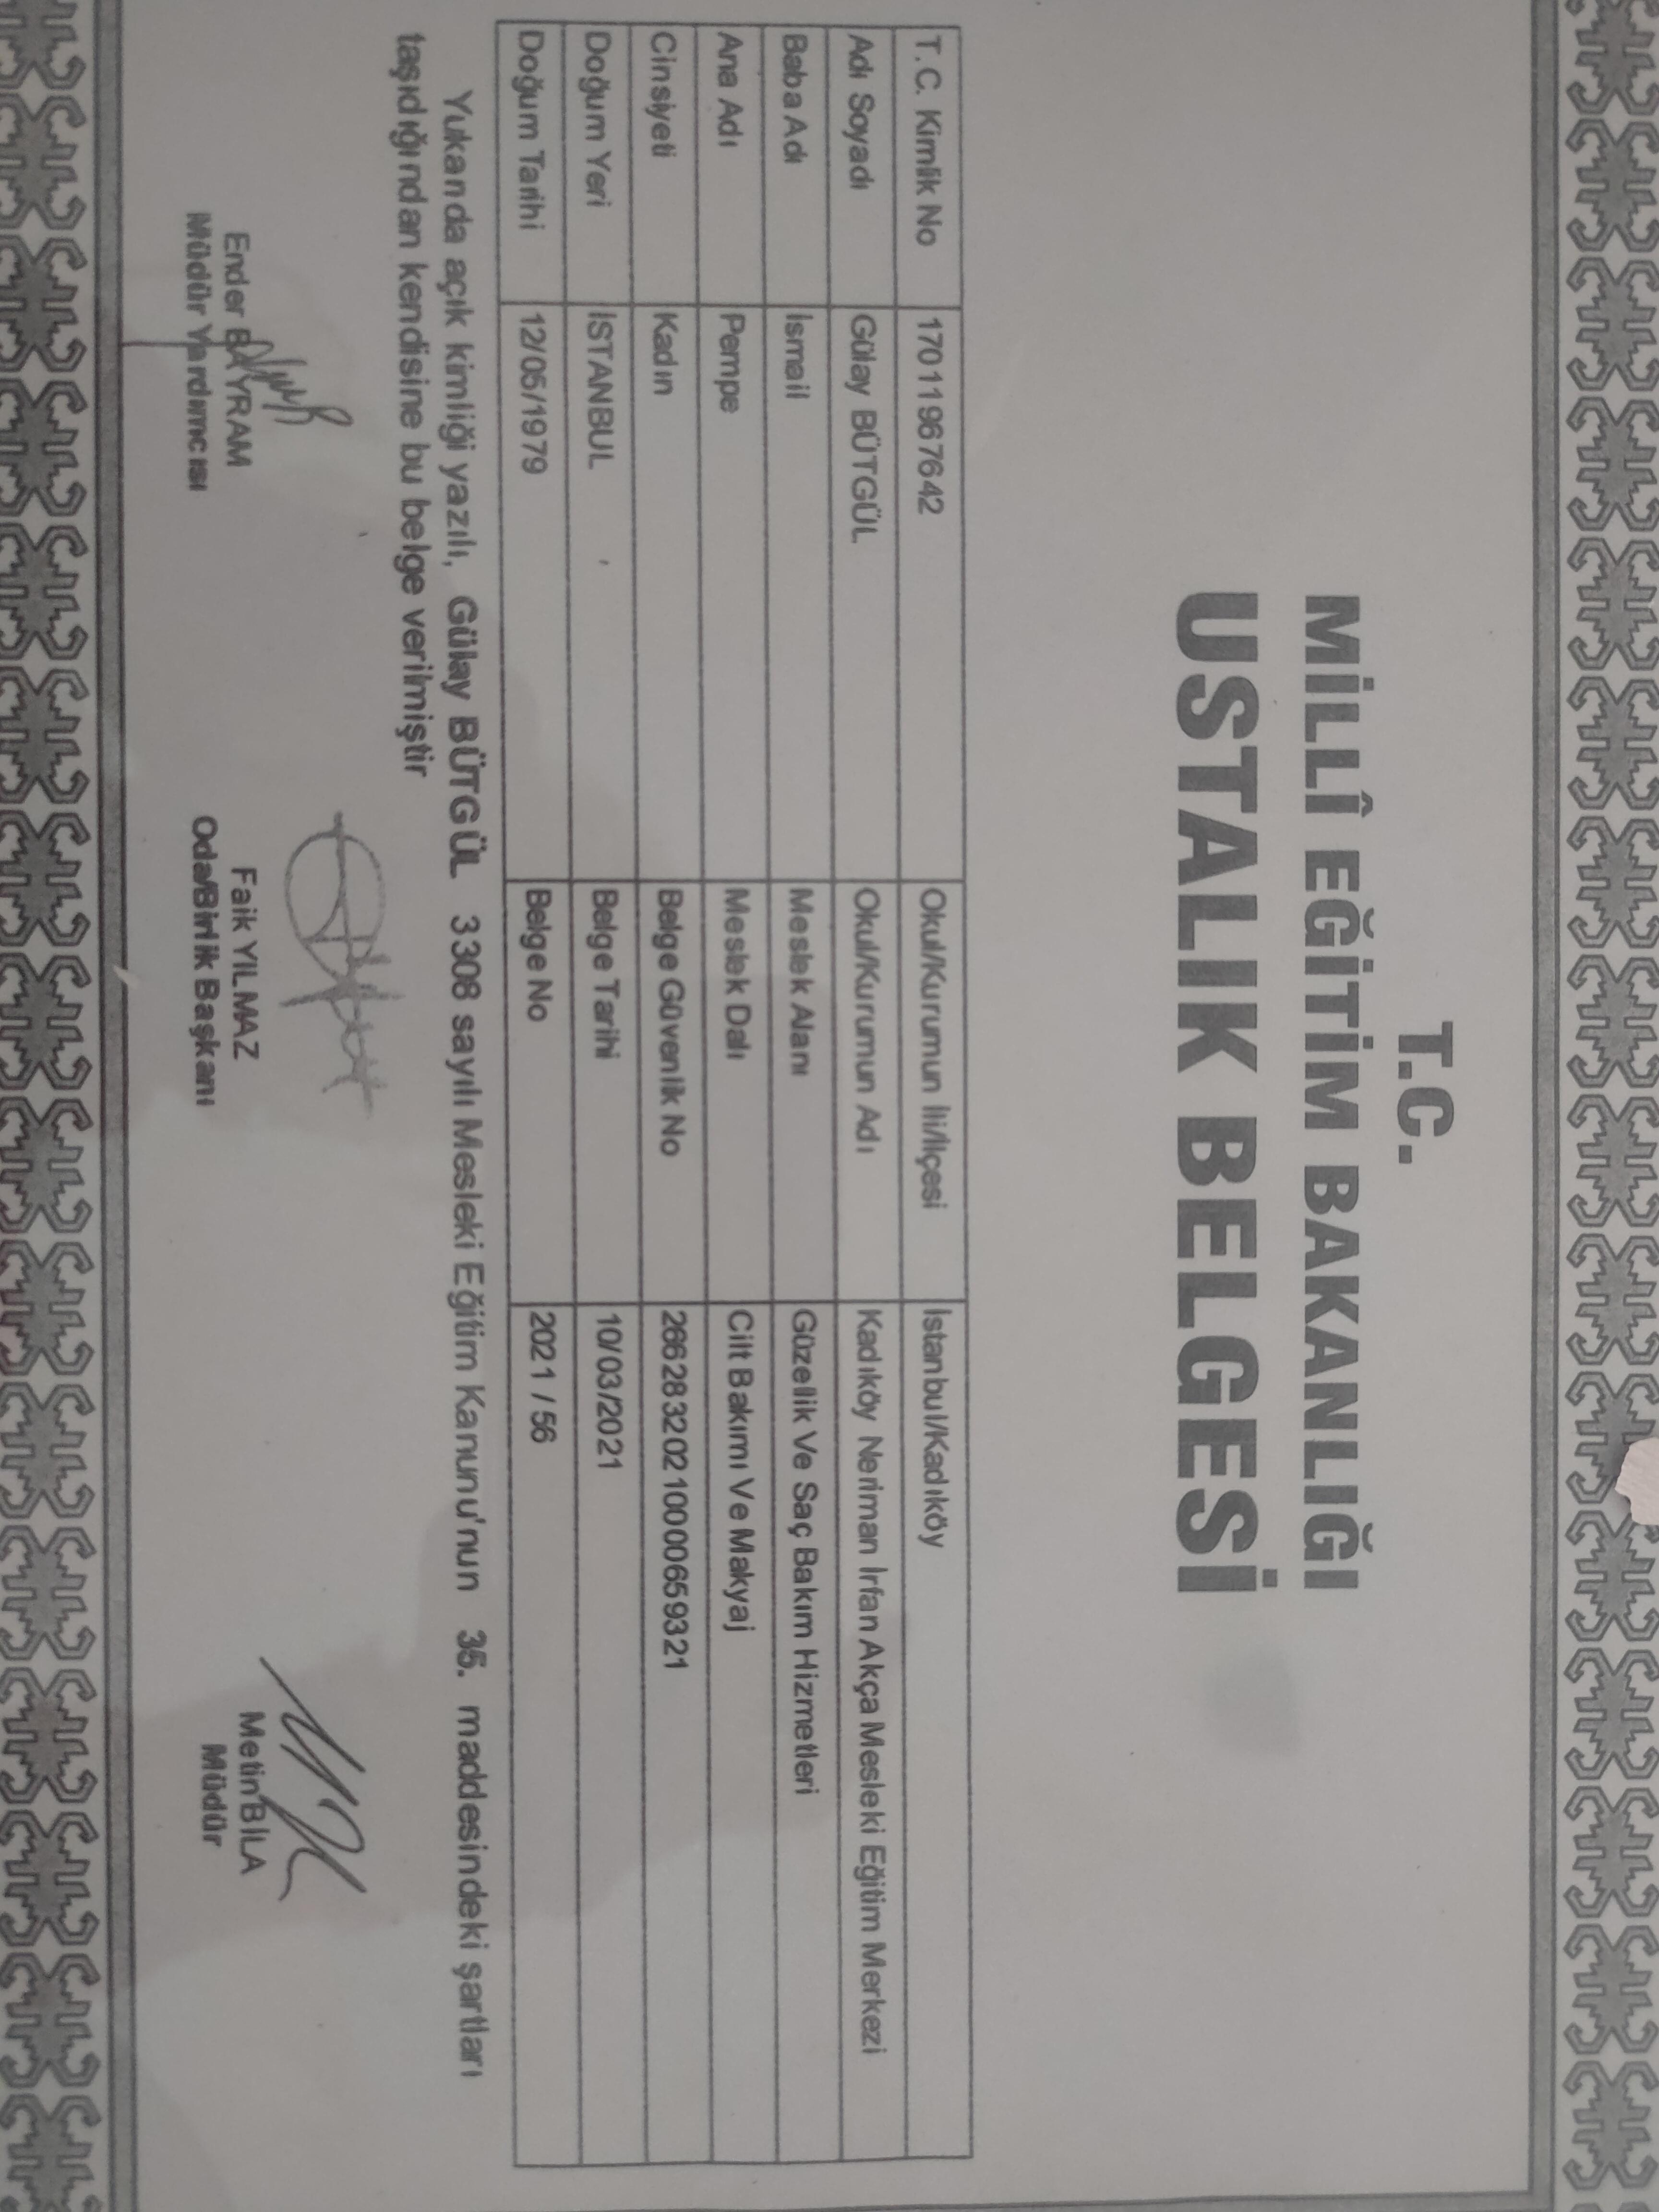 T.C.
MİLLÎ EĞİTİM BAKANLIĞI
USTALIK BELGESİ
T.C. Kimlik No 17011967642 Okul/Kurumun İli/İlçesi İstanbul/Kadıköy
Adı Soyadı Gülay BÜTGÜL Okul/Kurumun Adı Kadıköy Neriman İrfan Akça Mesleki Eğitim Merkezi
Baba Adı İsmail Meslek Alanı Güzellik Ve Saç Bakım Hizmetleri
Ana Adı Pempe Meslek Dalı Cilt Bakımı Ve Makyaj
Cinsiyeti Kadın Belge Güvenlik No 266283202100065932​1
Doğum Yeri İSTANBUL Belge Tarihi 10/03/2021
Doğum Tarihi 12/05/1979 Belge No 2021 / 56
Yukarıda açık kimliği yazılı, Gülay BÜTGÜL 3308 sayılı Mesleki Eğitim Kanunu'nun 35. maddesindeki şartları
taşıdığından kendisine bu belge verilmiştir
Ender BAYRAM Faik YILMAZ Metin BİLA
Müdür Yardımcısı Oda/Birlik Başkanı Müdür